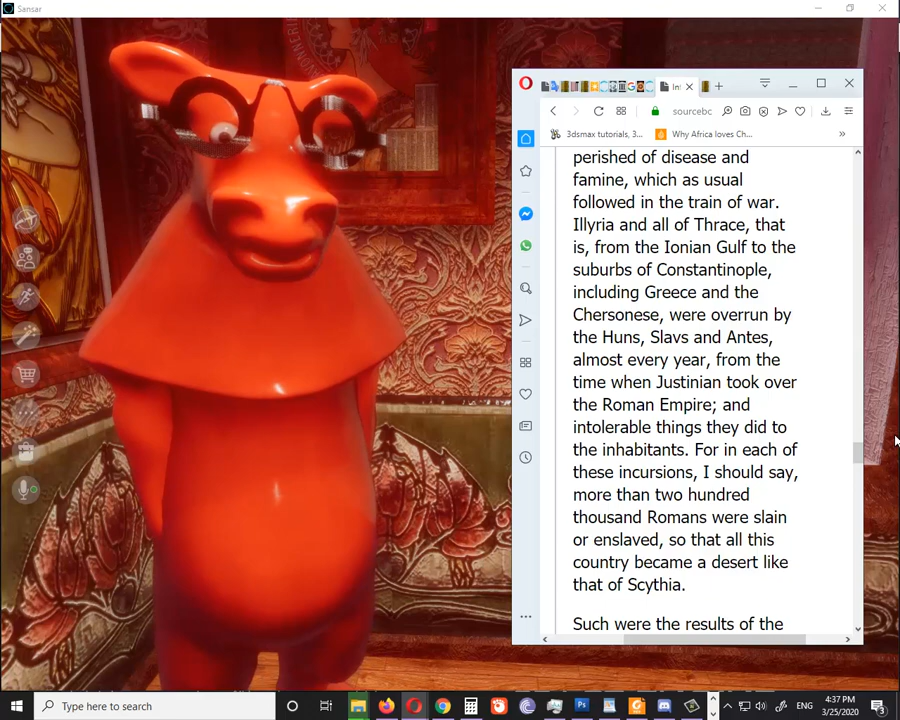 Sansar
sourcebc
3dsmax tutorials, 3...
Why Africa loves Ch...
perished of disease and
famine, which as usual
followed in the train of war.
Illyria and all of Thrace, that
is, from the Ionian Gulf to the
suburbs of Constantinople,
including Greece and the
Chersonese, were overrun by
the Huns, Slavs and Antes,
almost every year, from the
time when Justinian took over
the Roman Empire; and
intolerable things they did to
the inhabitants. For in each of
these incursions, I should say,
more than two hundred
thousand Romans were slain
or enslaved, so that all this
country became a desert like
that of Scythia.
Such were the results of the
Type here to search
ENG
4:37 PM
3/25/2020
3